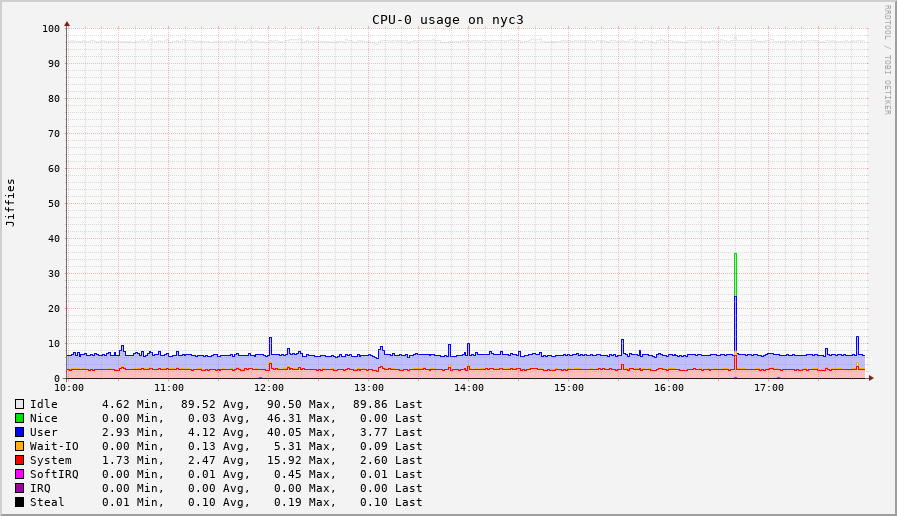 CPU-0 usage on nyc3
RRDTOOL / TOBI OETIKER
Jiffies
100
90
80
70
60
50
40
30
20
10
0
10:00 11:00 12:00 13:00 14:00 15:00 16:00 17:00
Idle 4.62 Min, 89.52 Avg, 90.50 Max, 89.86 Last
Nice 0.00 Min, 0.03 Avg, 46.31 Max, 0.00 Last
User 2.93 Min, 4.12 Avg, 40.05 Max, 3.77 Last
Wait-IO 0.00 Min, 0.13 Avg, 5.31 Max, 0.09 Last
System 1.73 Min, 2.47 Avg, 15.92 Max, 2.60 Last
SoftIRQ 0.00 Min, 0.01 Avg, 0.45 Max, 0.01 Last
IRQ 0.00 Min, 0.00 Avg, 0.00 Max, 0.00 Last
Steal 0.01 Min, 0.10 Avg, 0.19 Max, 0.10 Last